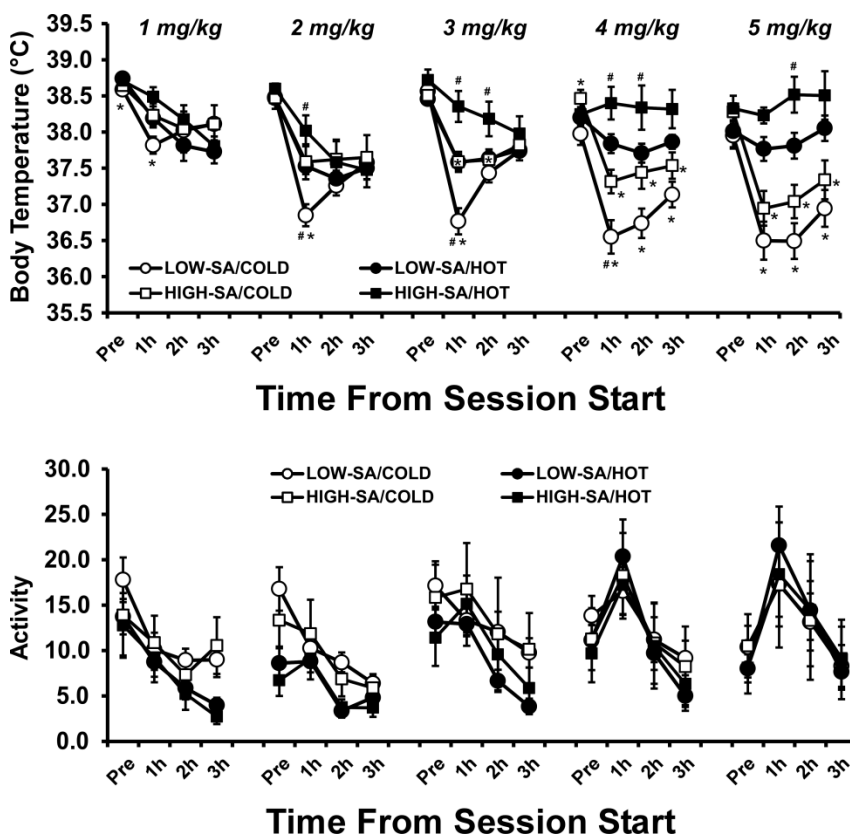 1 mg/kg 2 mg/kg 3 mg/kg 4 mg/kg 5 mg/kg
Body Temperature (°C)
39.5
39.0
38.5
38.0
37.5
37.0
36.5
36.0
35.5
* * # #* # # #* * * * # # #* * * * * # * * * * * *
LOW-SA/COLD LOW-SA/HOT
HIGH-SA/COLD HIGH-SA/HOT
Pre 1h 2h 3h Pre 1h 2h 3h Pre 1h 2h 3h Pre 1h 2h 3h Pre 1h 2h 3h
Time From Session Start
LOW-SA/COLD LOW-SA/HOT
HIGH-SA/COLD HIGH-SA/HOT
Activity
30.0
25.0
20.0
15.0
10.0
5.0
0.0
Pre 1h 2h 3h Pre 1h 2h 3h Pre 1h 2h 3h Pre 1h 2h 3h Pre 1h 2h 3h
Time From Session Start